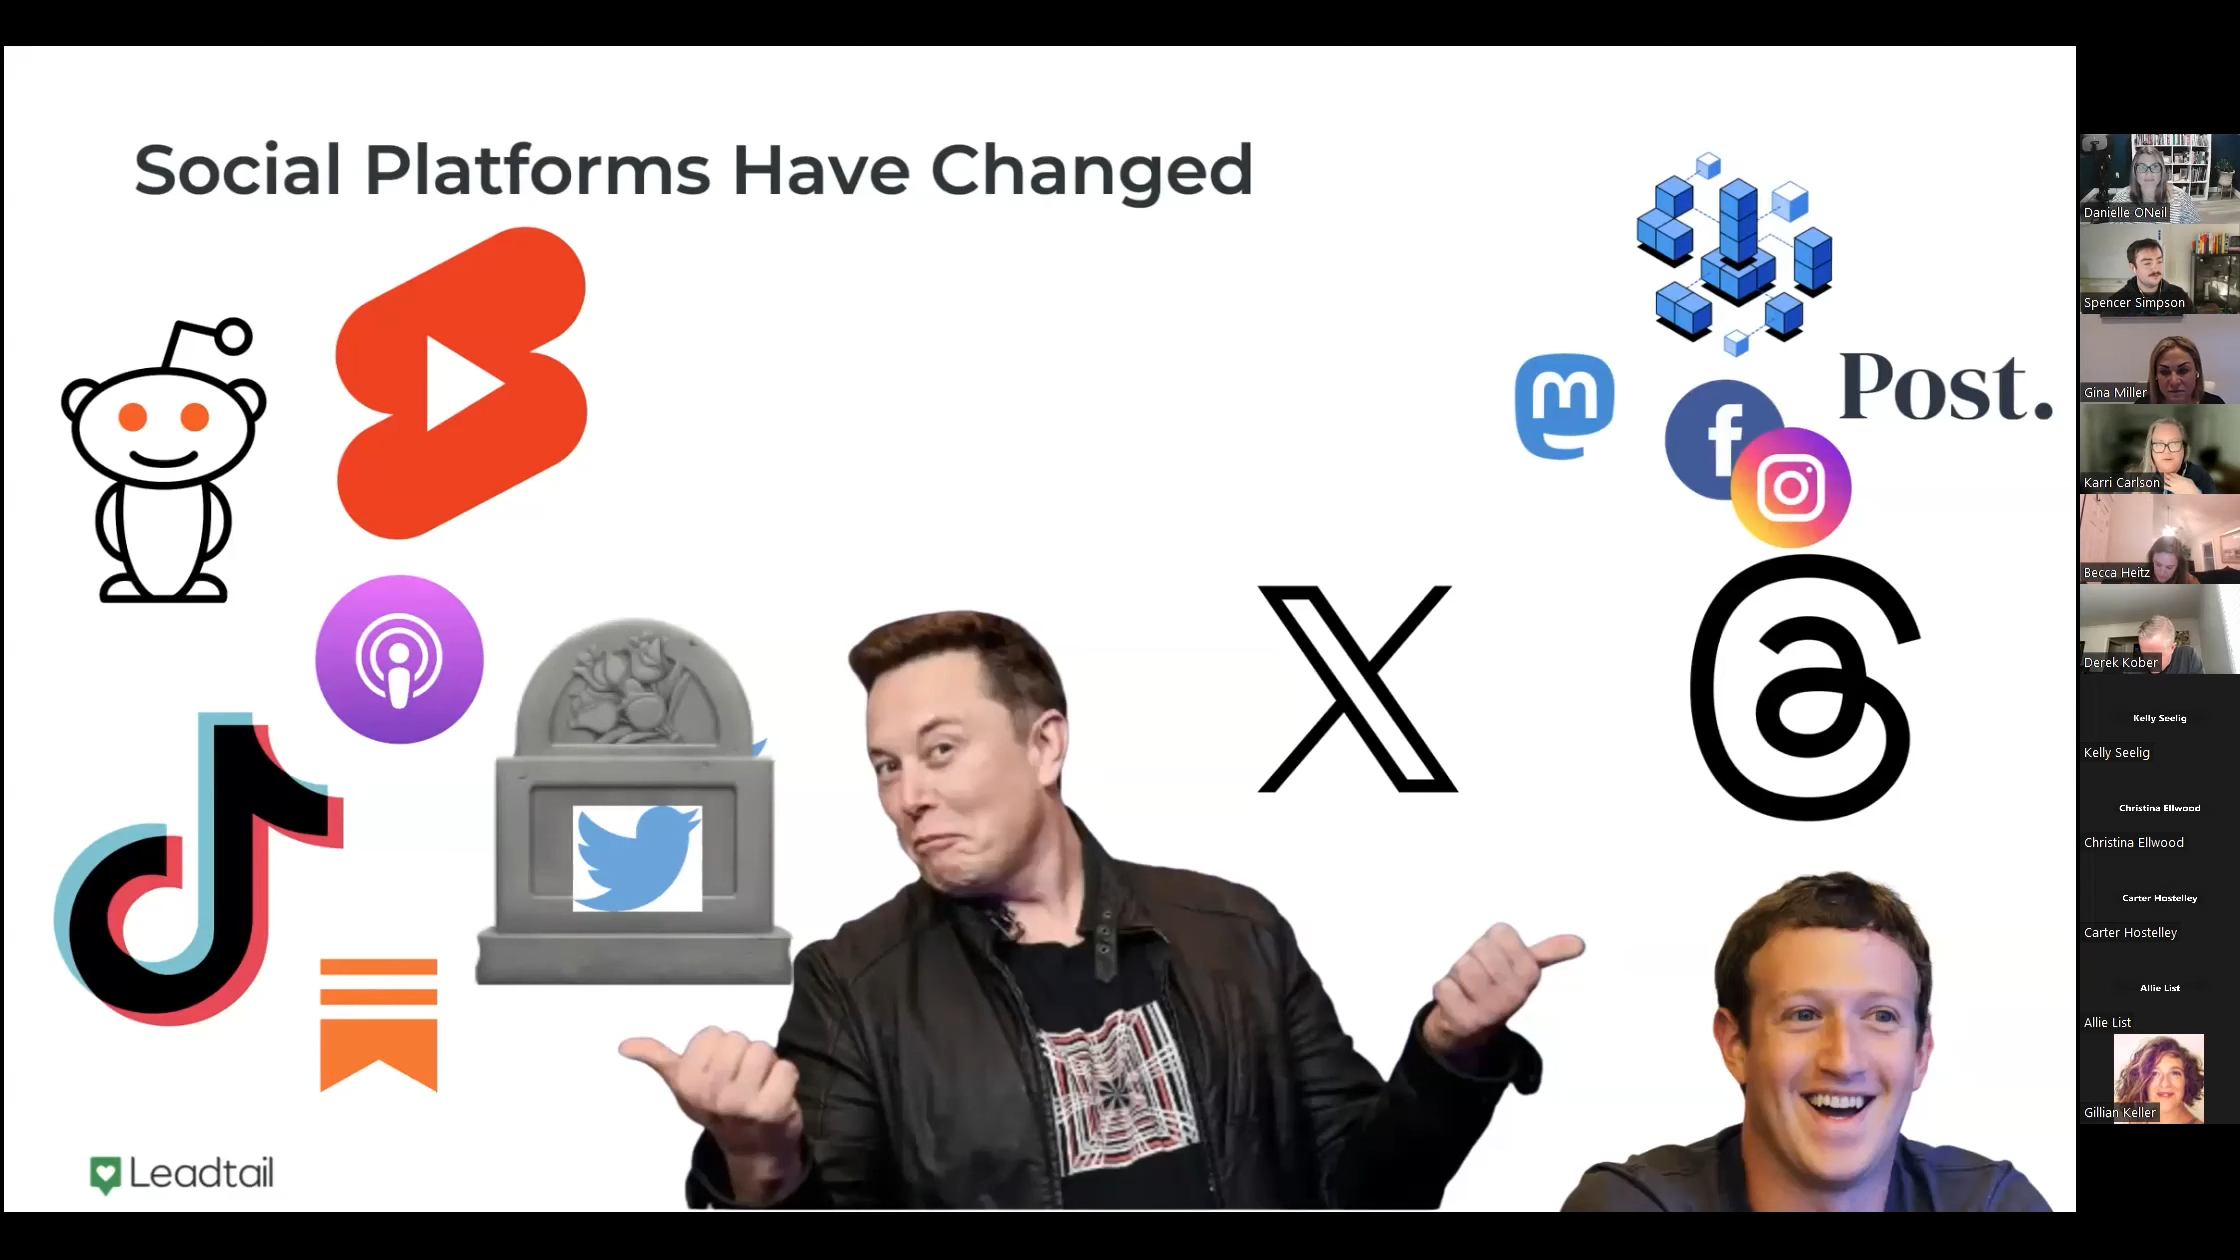 Social Platforms Have Changed
Post.
Leadtail
Danielle ONeil
Spencer Simpson
Gina Miller
Karri Carlson
Becca Heitz
Derek Kober
Kelly Seelig
Kelly Seelig
Christina Ellwood
Christina Ellwood
Carter Hostelley
Carter Hostelley
Allie List
Allie List
Gillian Keller